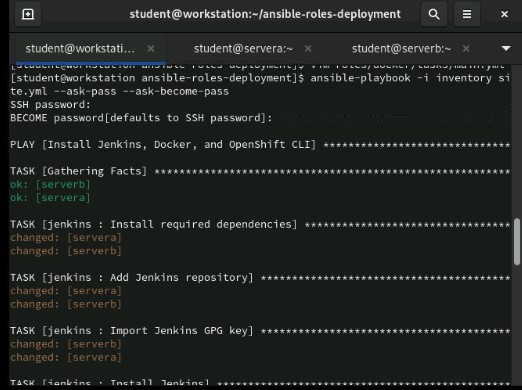 student@workstation:~/ansible-roles-deployment
student@workstati... × student@servera:~ × student@serverb:~ ×
[student@workstation ansible-roles-deployment]$ vim roles/docker/tasks/main.yml
[student@workstation ansible-roles-deployment]$ ansible-playbook -i inventory si
te.yml --ask-pass --ask-become-pass
SSH password:
BECOME password[defaults to SSH password]:
PLAY [Install Jenkins, Docker, and OpenShift CLI] ******************************
TASK [Gathering Facts] *********************************************************
ok: [serverb]
ok: [servera]
TASK [jenkins : Install required dependencies] *********************************
changed: [servera]
changed: [serverb]
TASK [jenkins : Add Jenkins repository] ****************************************
changed: [servera]
changed: [serverb]
TASK [jenkins : Import Jenkins GPG key] ****************************************
changed: [serverb]
changed: [servera]
TASK [jenkins : Install Jenkins] ***********************************************